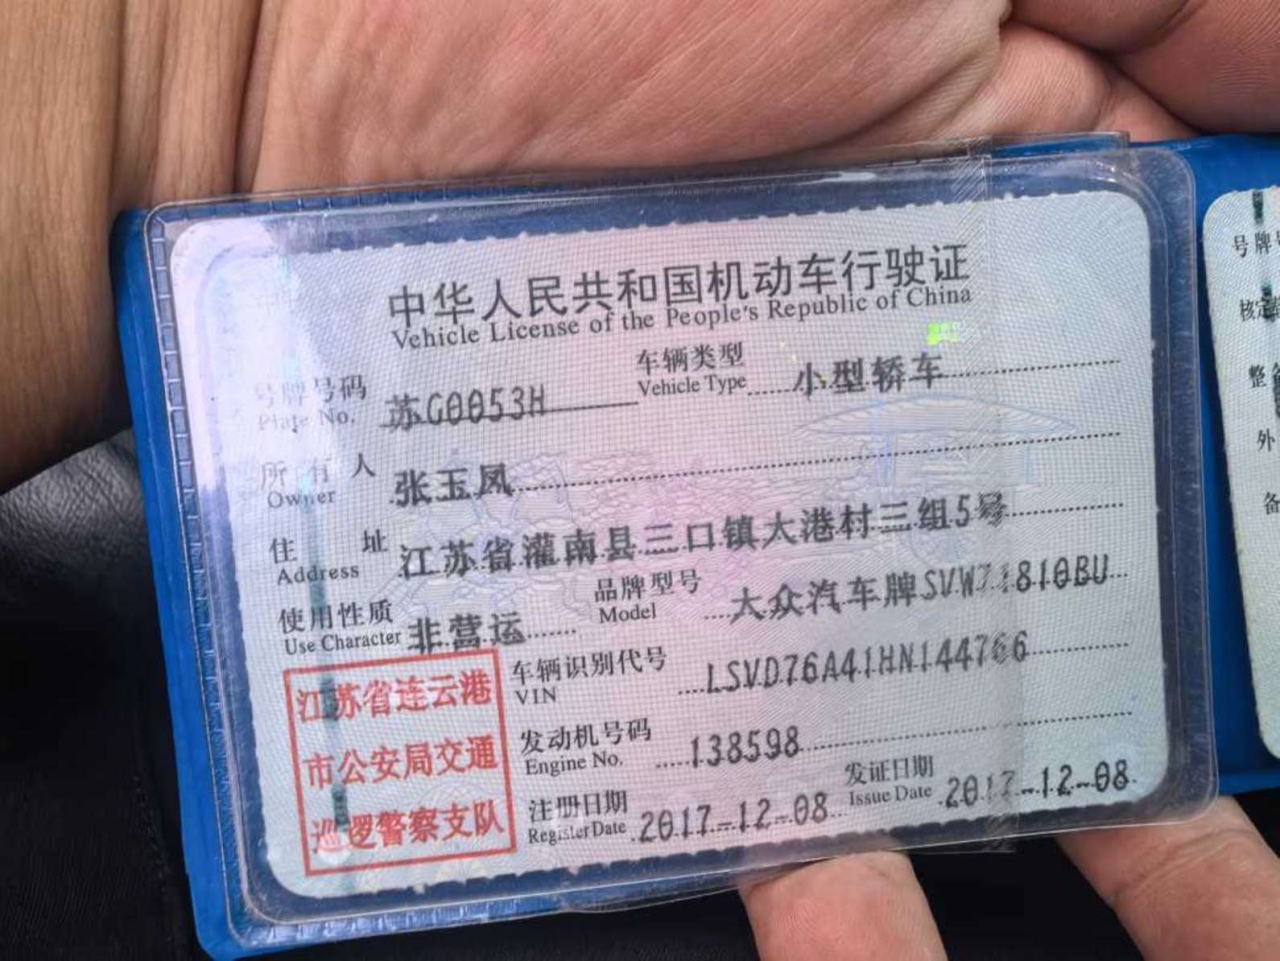 中华人民共和国机动车行驶证
Vehicle License of the People's Republic of China
号牌号码 苏G0053H 车辆类型 小型轿车
Plate No. Vehicle Type
所有人 张玉凤
Owner
住址 江苏省灌南县三口镇大港村三组5号
Address
使用性质 非营运 品牌型号 大众汽车牌SVW71810BU
Use Character Model
江苏省连云港
市公安局交通
巡逻警察支队
车辆识别代号 LSVD76A41HN144766
VIN
发动机号码 138598
Engine No.
注册日期 2017-12-08 发证日期 2017-12-08
Register Date Issue Date
号牌
核定
整
外
备